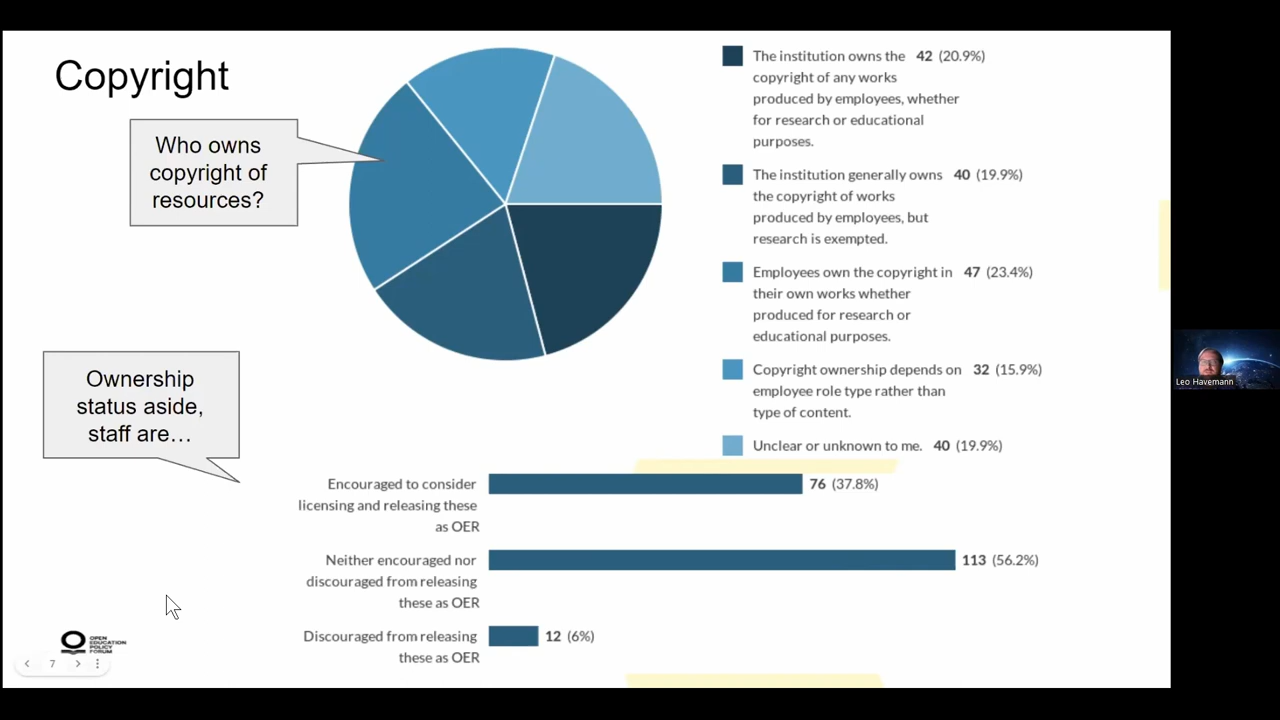 Copyright
Who owns
copyright of
resources?
The institution owns the 42 (20.9%)
copyright of any works
produced by employees, whether
for research or educational
purposes.
The institution generally owns 40 (19.9%)
the copyright of works
produced by employees, but
research is exempted.
Employees own the copyright in 47 (23.4%)
their own works whether
produced for research or
educational purposes.
Copyright ownership depends on 32 (15.9%)
employee role type rather than
type of content.
Unclear or unknown to me. 40 (19.9%)
Ownership
status aside,
staff are…
Encouraged to consider
licensing and releasing these
as OER
76 (37.8%)
Neither encouraged nor
discouraged from releasing
these as OER
113 (56.2%)
Discouraged from releasing
these as OER
12 (6%)
OPEN
EDUCATION
POLICY
FORUM
7
Leo Havemann